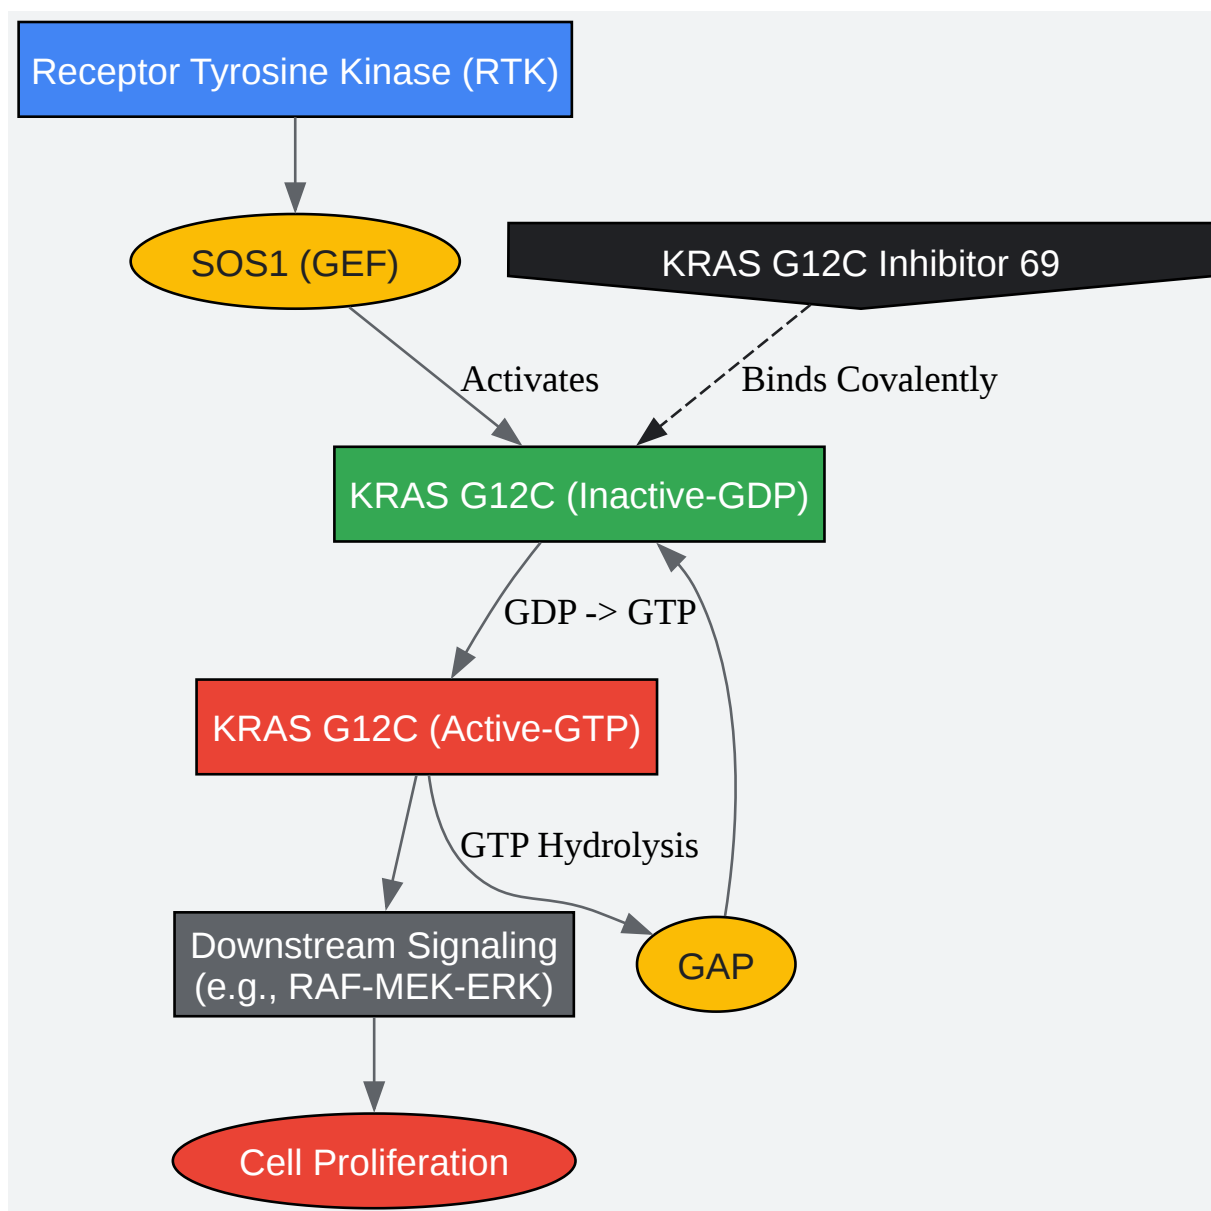 Receptor Tyrosine Kinase (RTK)
SOS1 (GEF)
KRAS G12C Inhibitor 69
Activates
Binds Covalently
KRAS G12C (Inactive-GDP)
GDP -> GTP
KRAS G12C (Active-GTP)
GTP Hydrolysis
Downstream Signaling
(e.g., RAF-MEK-ERK)
GAP
Cell Proliferation